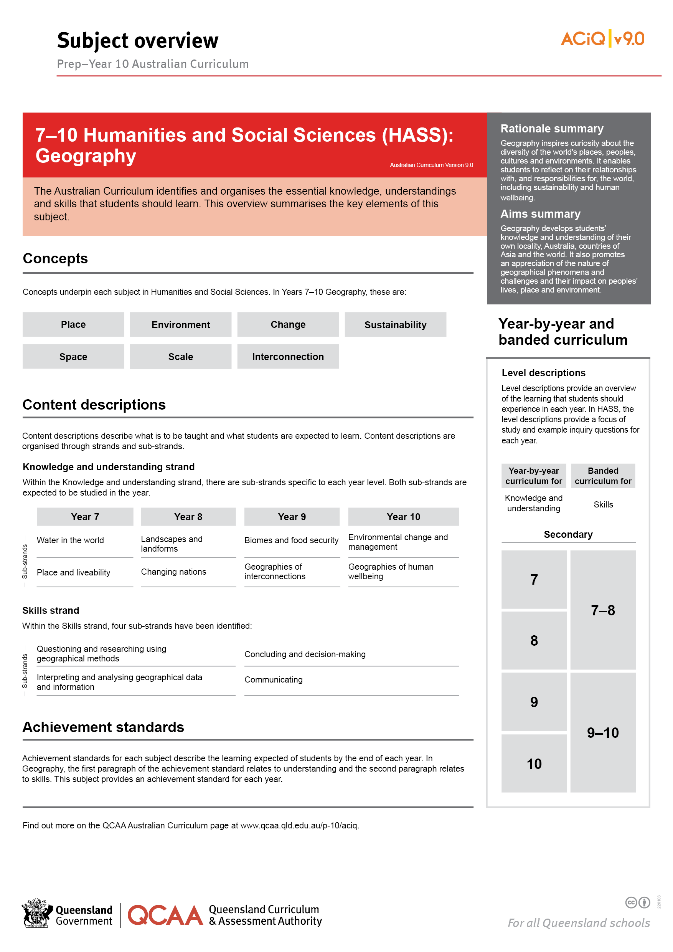 Subject overview
Prep–Year 10 Australian Curriculum
ACiQ v9.0
7–10 Humanities and Social Sciences (HASS):
Geography
Australian Curriculum Version 9.0
The Australian Curriculum identifies and organises the essential knowledge, understandings
and skills that students should learn. This overview summarises the key elements of this
subject.
Concepts
Concepts underpin each subject in Humanities and Social Sciences. In Years 7–10 Geography, these are:
Place
Environment
Change
Sustainability
Space
Scale
Interconnection
Content descriptions
Content descriptions describe what is to be taught and what students are expected to learn. Content descriptions are
organised through strands and sub-strands.
Knowledge and understanding strand
Within the Knowledge and understanding strand, there are sub-strands specific to each year level. Both sub-strands are
expected to be studied in the year.
Year 7
Year 8
Year 9
Year 10
Sub-strands
Water in the world
Landscapes and
landforms
Biomes and food security
Environmental change and
management
Place and liveability
Changing nations
Geographies of
interconnections
Geographies of human
wellbeing
Skills strand
Within the Skills strand, four sub-strands have been identified:
Sub-strands
Questioning and researching using
geographical methods
Concluding and decision-making
Interpreting and analysing geographical data
and information
Communicating
Achievement standards
Achievement standards for each subject describe the learning expected of students by the end of each year. In
Geography, the first paragraph of the achievement standard relates to understanding and the second paragraph relates
to skills. This subject provides an achievement standard for each year.
Find out more on the QCAA Australian Curriculum page at www.qcaa.qld.edu.au/p-10/aciq.
Rationale summary
Geography inspires curiosity about the
diversity of the world's places, peoples,
cultures and environments. It enables
students to reflect on their relationships
with, and responsibilities for, the world,
including sustainability and human
wellbeing.
Aims summary
Geography develops students'
knowledge and understanding of their
own locality, Australia, countries of
Asia and the world. It also promotes
an appreciation of the nature of
geographical phenomena and
challenges and their impact on peoples'
lives, place and environment.
Year-by-year and
banded curriculum
Level descriptions
Level descriptions provide an overview
of the learning that students should
experience in each year. In HASS, the
level descriptions provide a focus of
study and example inquiry questions for
each year.
Year-by-year
curriculum for
Banded
curriculum for
Knowledge and
understanding
Skills
Secondary
7
8
7–8
9
10
9–10
Queensland
Government
QCAA
Queensland Curriculum
& Assessment Authority
cc
For all Queensland schools